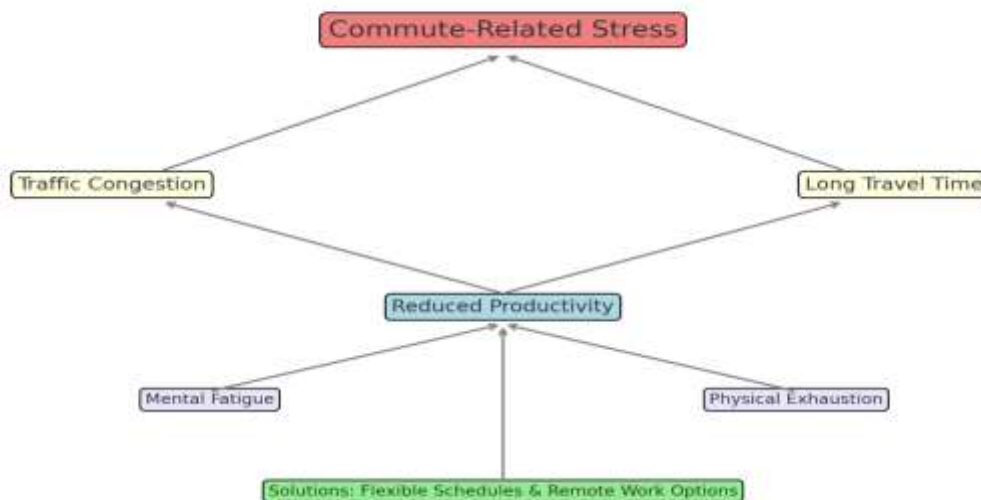 Commute-Related Stress
Traffic Congestion
Long Travel Time
Reduced Productivity
Mental Fatigue
Physical Exhaustion
Solutions: Flexible Schedules & Remote Work Options